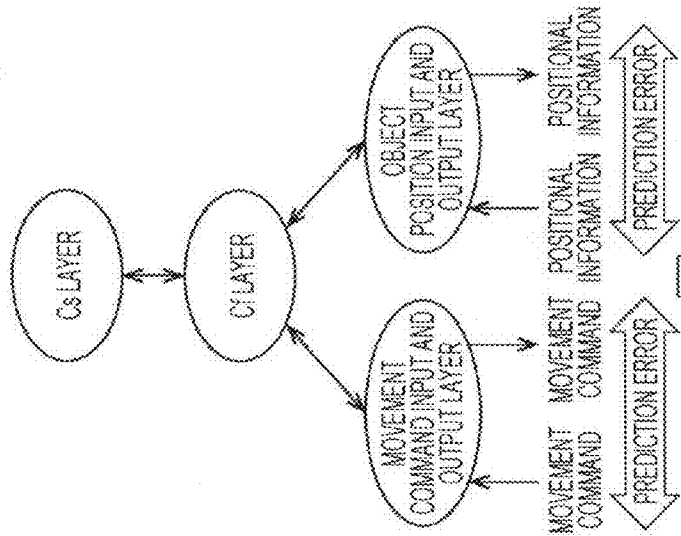 Cs LAYER
Cf LAYER
MOVEMENT
COMMAND INPUT AND
OUTPUT LAYER
OBJECT
POSITION INPUT AND
OUTPUT LAYER
MOVEMENT
COMMAND
MOVEMENT
COMMAND
POSITIONAL
INFORMATION
POSITIONAL
INFORMATION
PREDICTION ERROR
PREDICTION ERROR